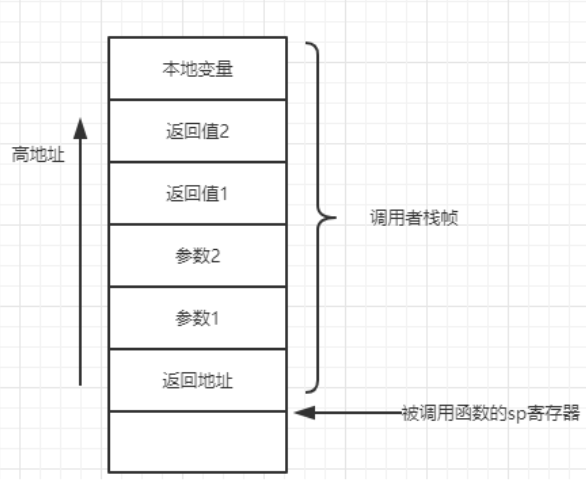 本地变量
返回值2
高地址
返回值1
调用者栈帧
参数2
参数1
返回地址
被调用函数的sp寄存器